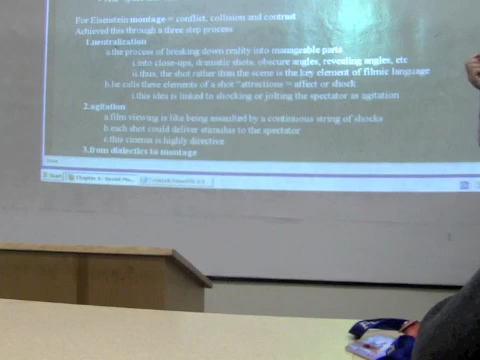 For Eisenstein montage = conflict, collision and contrast
Achieved this through a three step process
1.neutralization
a.the process of breaking down reality into manageable parts
i.into close-ups, dramatic shots, obscure angles, revealing angles, etc
ii.thus, the shot rather than the scene is the key element of filmic language
b.he calls these elements of a shot "attractions = affect or shock
i.this idea is linked to shocking or jolting the spectator as agitation
2.agitation
a.film viewing is like being assaulted by a continuous string of shocks
b.each shot could deliver stimulus to the spectator
c.this cinema is highly directive
3.from dialectics to montage
Start